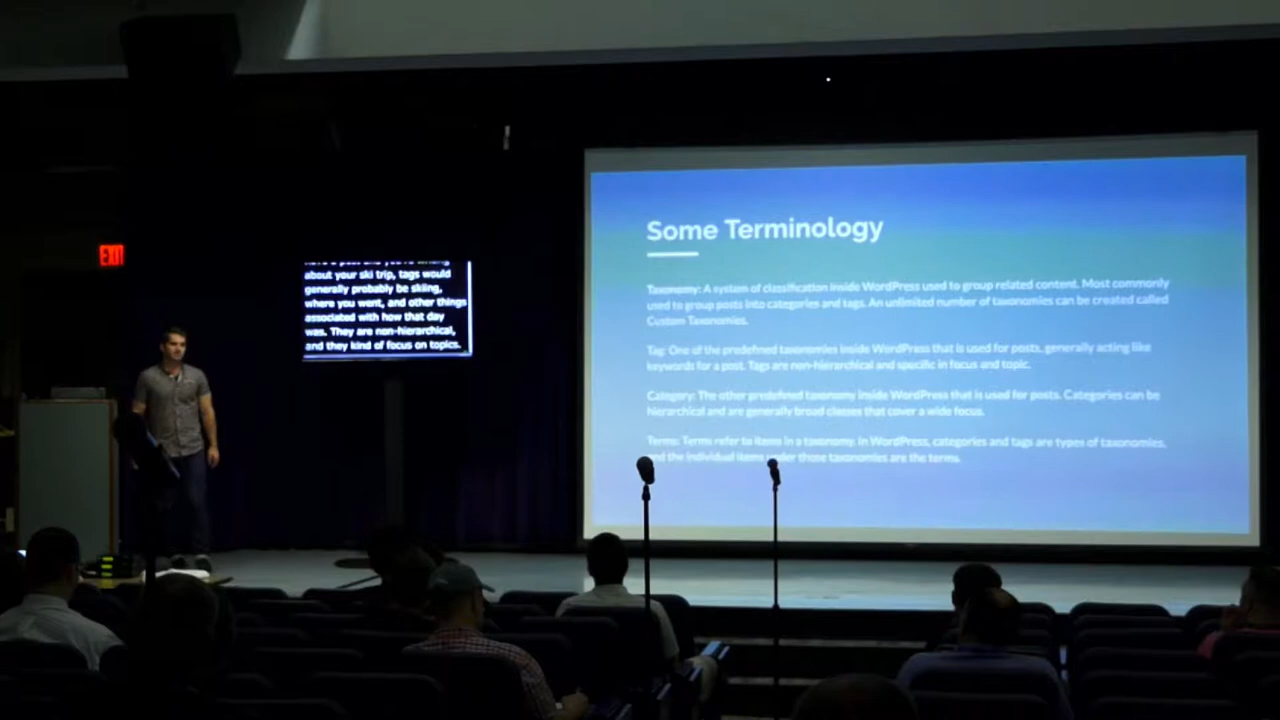 EXIT
about your ski trip, tags would
generally probably be skiing,
where you went, and other things
associated with how that day
was. They are non-hierarchical,
and they kind of focus on topics.
Some Terminology
Taxonomy: A system of classification inside WordPress used to group related content. Most commonly
used to group posts into categories and tags. An unlimited number of taxonomies can be created called
Custom Taxonomies.
Tag: One of the predefined taxonomies inside WordPress that is used for posts, generally acting like
keywords for a post. Tags are non-hierarchical and specific in focus and topic.
Category: The other predefined taxonomy inside WordPress that is used for posts. Categories can be
hierarchical and are generally broad classes that cover a wide focus.
Terms: Terms refer to items in a taxonomy. In WordPress, categories and tags are types of taxonomies,
and the individual items under those taxonomies are the terms.